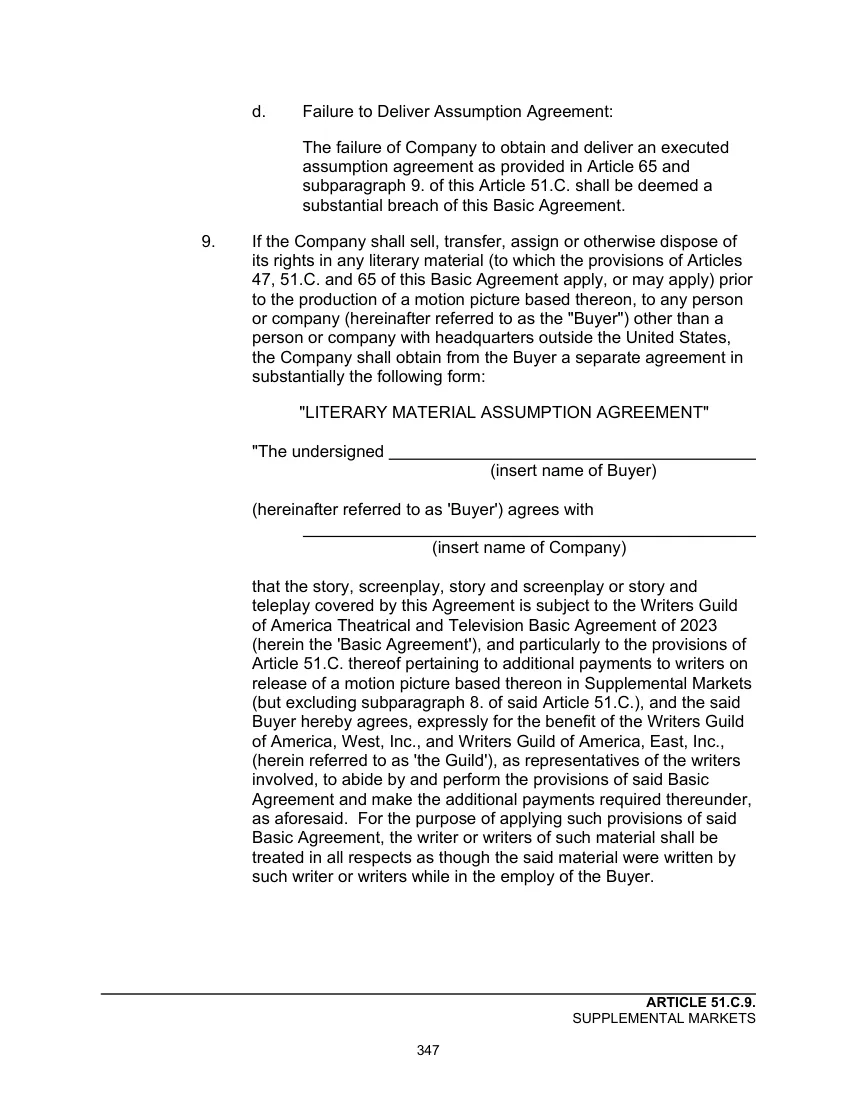 d. Failure to Deliver Assumption Agreement:
The failure of Company to obtain and deliver an executed
assumption agreement as provided in Article 65 and
subparagraph 9. of this Article 51.C. shall be deemed a
substantial breach of this Basic Agreement.
9. If the Company shall sell, transfer, assign or otherwise dispose of
its rights in any literary material (to which the provisions of Articles
47, 51.C. and 65 of this Basic Agreement apply, or may apply) prior
to the production of a motion picture based thereon, to any person
or company (hereinafter referred to as the "Buyer") other than a
person or company with headquarters outside the United States,
the Company shall obtain from the Buyer a separate agreement in
substantially the following form:
"LITERARY MATERIAL ASSUMPTION AGREEMENT"
"The undersigned
(insert name of Buyer)
(hereinafter referred to as 'Buyer') agrees with
(insert name of Company)
that the story, screenplay, story and screenplay or story and
teleplay covered by this Agreement is subject to the Writers Guild
of America Theatrical and Television Basic Agreement of 2023
(herein the 'Basic Agreement'), and particularly to the provisions of
Article 51.C. thereof pertaining to additional payments to writers on
release of a motion picture based thereon in Supplemental Markets
(but excluding subparagraph 8. of said Article 51.C.), and the said
Buyer hereby agrees, expressly for the benefit of the Writers Guild
of America, West, Inc., and Writers Guild of America, East, Inc.,
(herein referred to as 'the Guild'), as representatives of the writers
involved, to abide by and perform the provisions of said Basic
Agreement and make the additional payments required thereunder,
as aforesaid.  For the purpose of applying such provisions of said
Basic Agreement, the writer or writers of such material shall be
treated in all respects as though the said material were written by
such writer or writers while in the employ of the Buyer.
ARTICLE 51.C.9.
SUPPLEMENTAL MARKETS
347